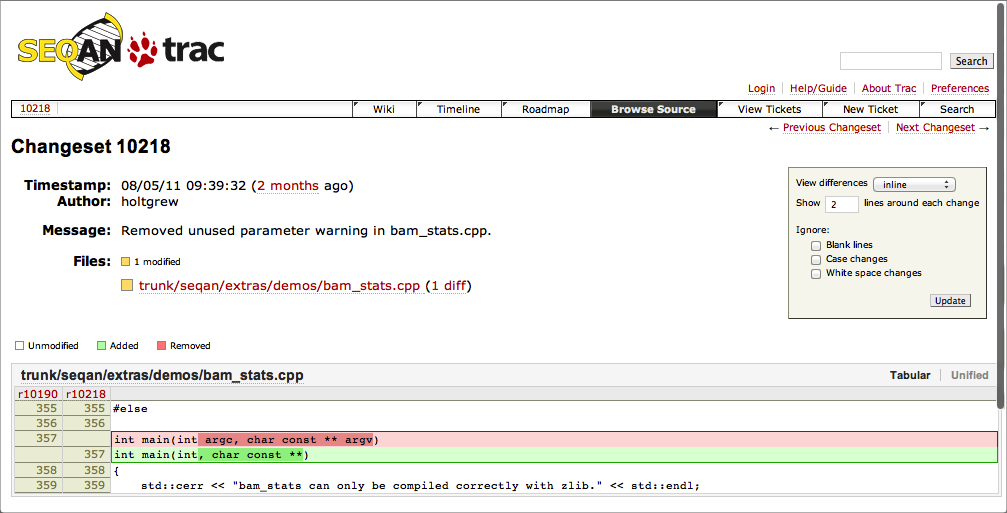 SEQAN trac
Search
Login Help/Guide About Trac Preferences
10218 Wiki Timeline Roadmap Browse Source View Tickets New Ticket Search
← Previous Changeset Next Changeset →
Changeset 10218
Timestamp: 08/05/11 09:39:32 (2 months ago)
Author: holtgrew
Message: Removed unused parameter warning in bam_stats.cpp.
Files: 1 modified
trunk/seqan/extras/demos/bam_stats.cpp (1 diff)
View differences inline
Show 2 lines around each change
Ignore:
Blank lines
Case changes
White space changes
Update
Unmodified Added Removed
trunk/seqan/extras/demos/bam_stats.cpp Tabular Unified
r10190 r10218
355 355 #else
356 356
357 int main(int argc, char const ** argv)
357 int main(int, char const **)
358 358 {
359 359 std::cerr << "bam_stats can only be compiled correctly with zlib." << std::endl;